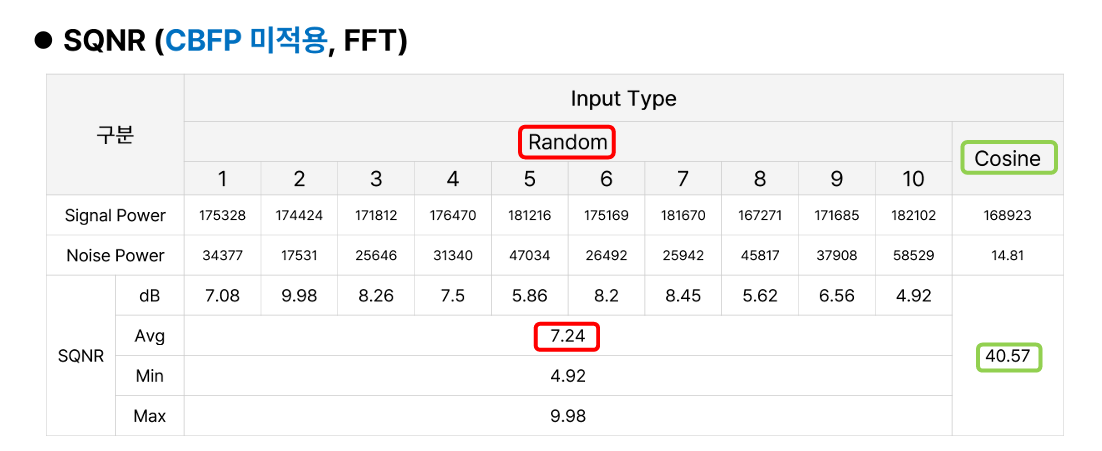 ● SQNR (CBFP 미적용, FFT)
구분 Input Type
Random Cosine
1 2 3 4 5 6 7 8 9 10
Signal Power 175328 174424 171812 176470 181216 175169 181670 167271 171685 182102 168923
Noise Power 34377 17531 25646 31340 47034 26492 25942 45817 37908 58529 14.81
SQNR dB 7.08 9.98 8.26 7.5 5.86 8.2 8.45 5.62 6.56 4.92 40.57
Avg 7.24
Min 4.92
Max 9.98